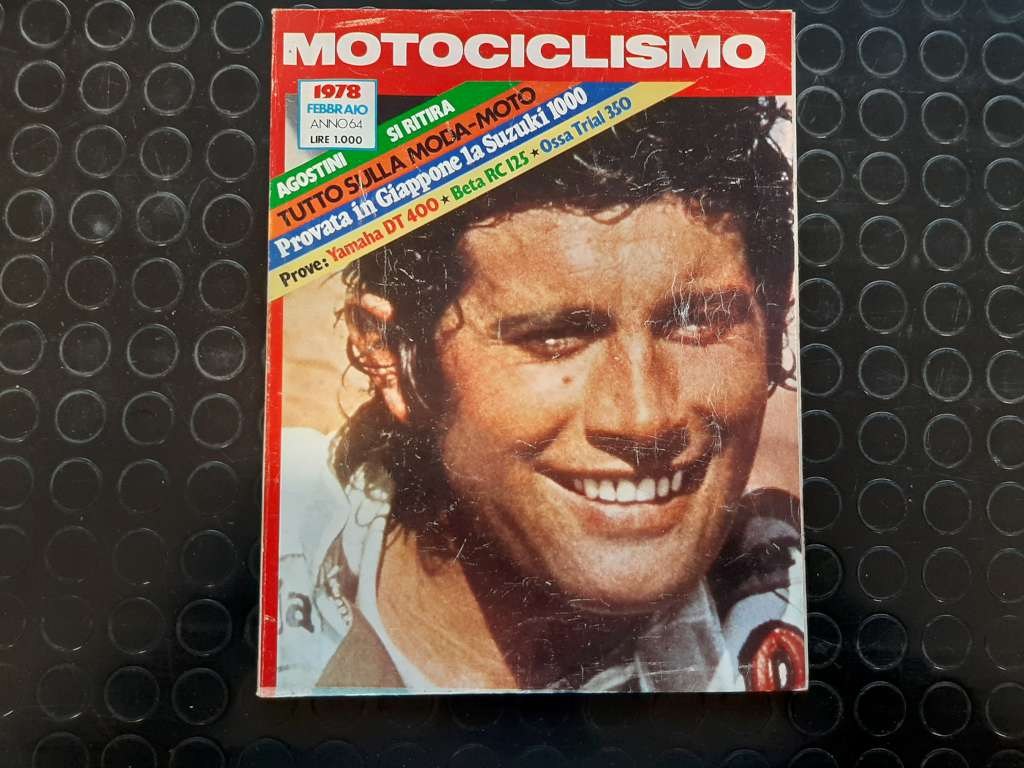 MOTOCICLISMO
1978
FEBBRAIO
ANNO 64
LIRE 1.000
AGOSTINI SI RITIRA
TUTTO SULLA MODA-MOTO
Provata in Giappone la Suzuki 1000
Prove: Yamaha DT 400 ★ Beta RC 125 ★ Ossa Trial 350